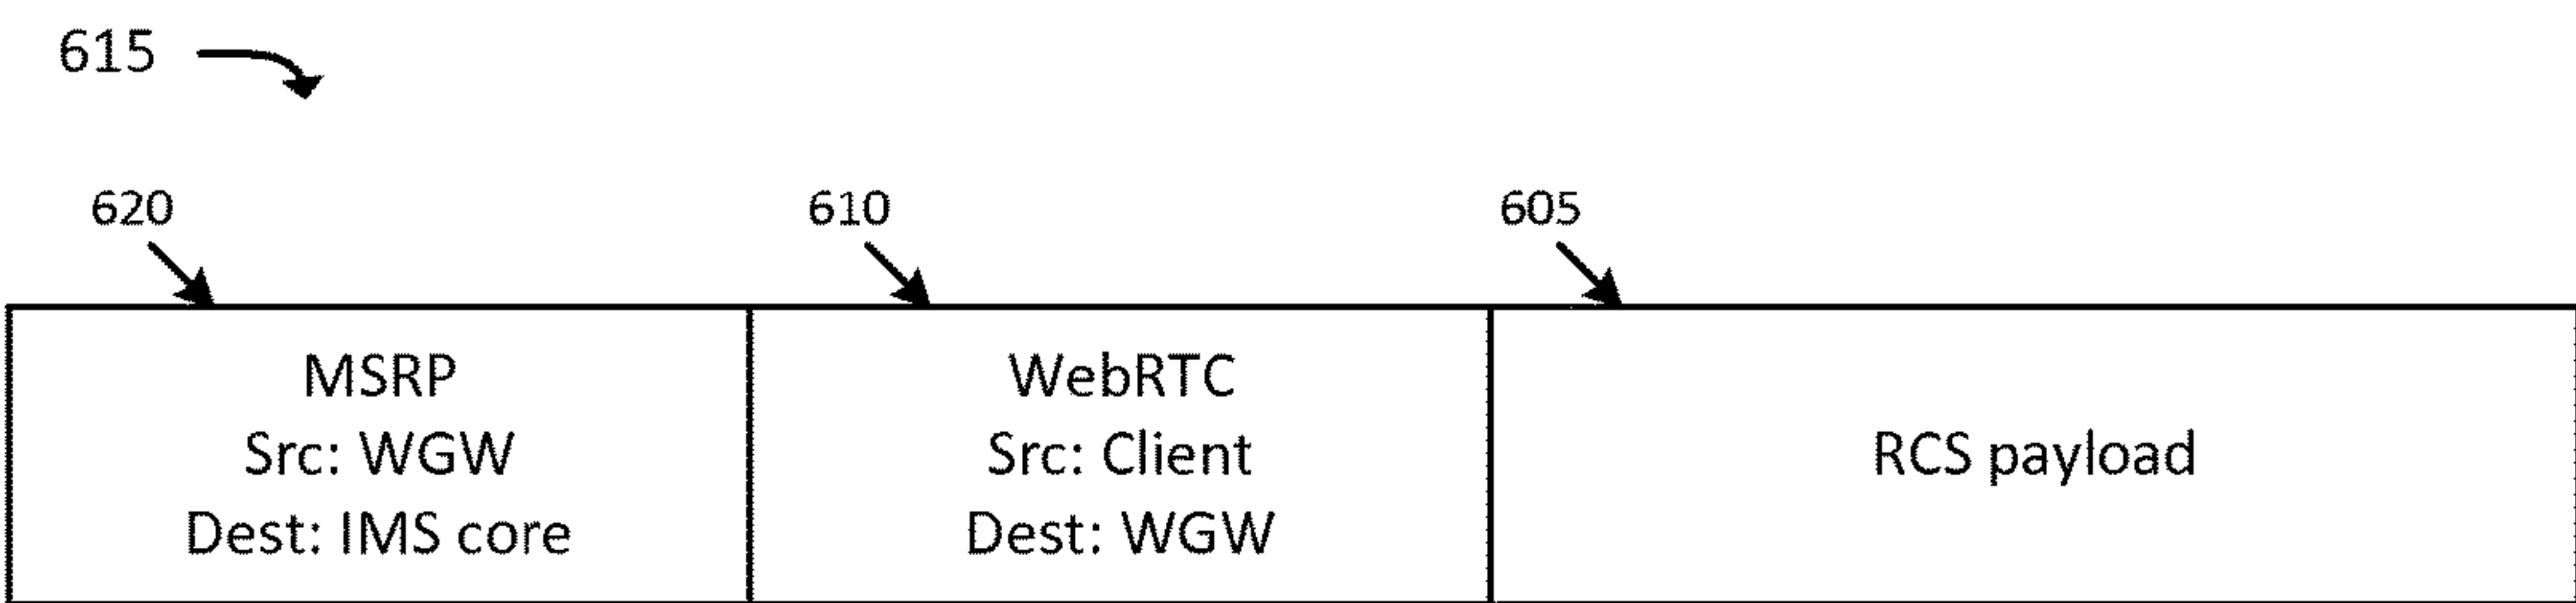 615
620
610
605
MSRP
Src: WGW
Dest: IMS core
WebRTC
Src: Client
Dest: WGW
RCS payload